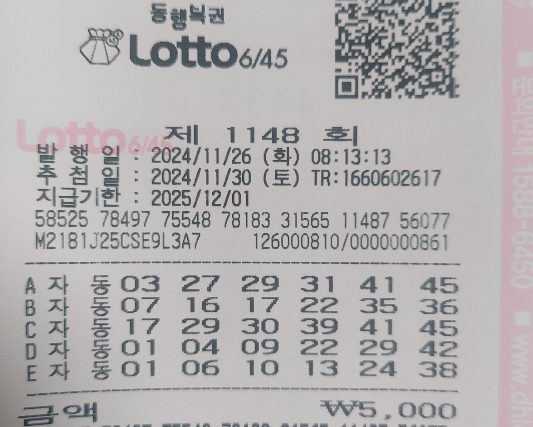 동행복권
Lotto 6/45
Lotto 6/45
제 1148 회
발 행 일 : 2024/11/26 (화) 08:13:13
추 첨 일 : 2024/11/30 (토) TR:1660602617
지급기한 : 2025/12/01
58525 78497 75548 78183 31565 11487 56077
M2181J25CSE9L3A7 126000810/0000000861
A 자 동 03 27 29 31 41 45
B 자 동 07 16 17 22 35 36
C 자 동 17 29 30 39 41 45
D 자 동 01 04 09 22 29 42
E 자 동 01 06 10 13 24 38
금액 ₩5,000
1588-6450
■ www.dh